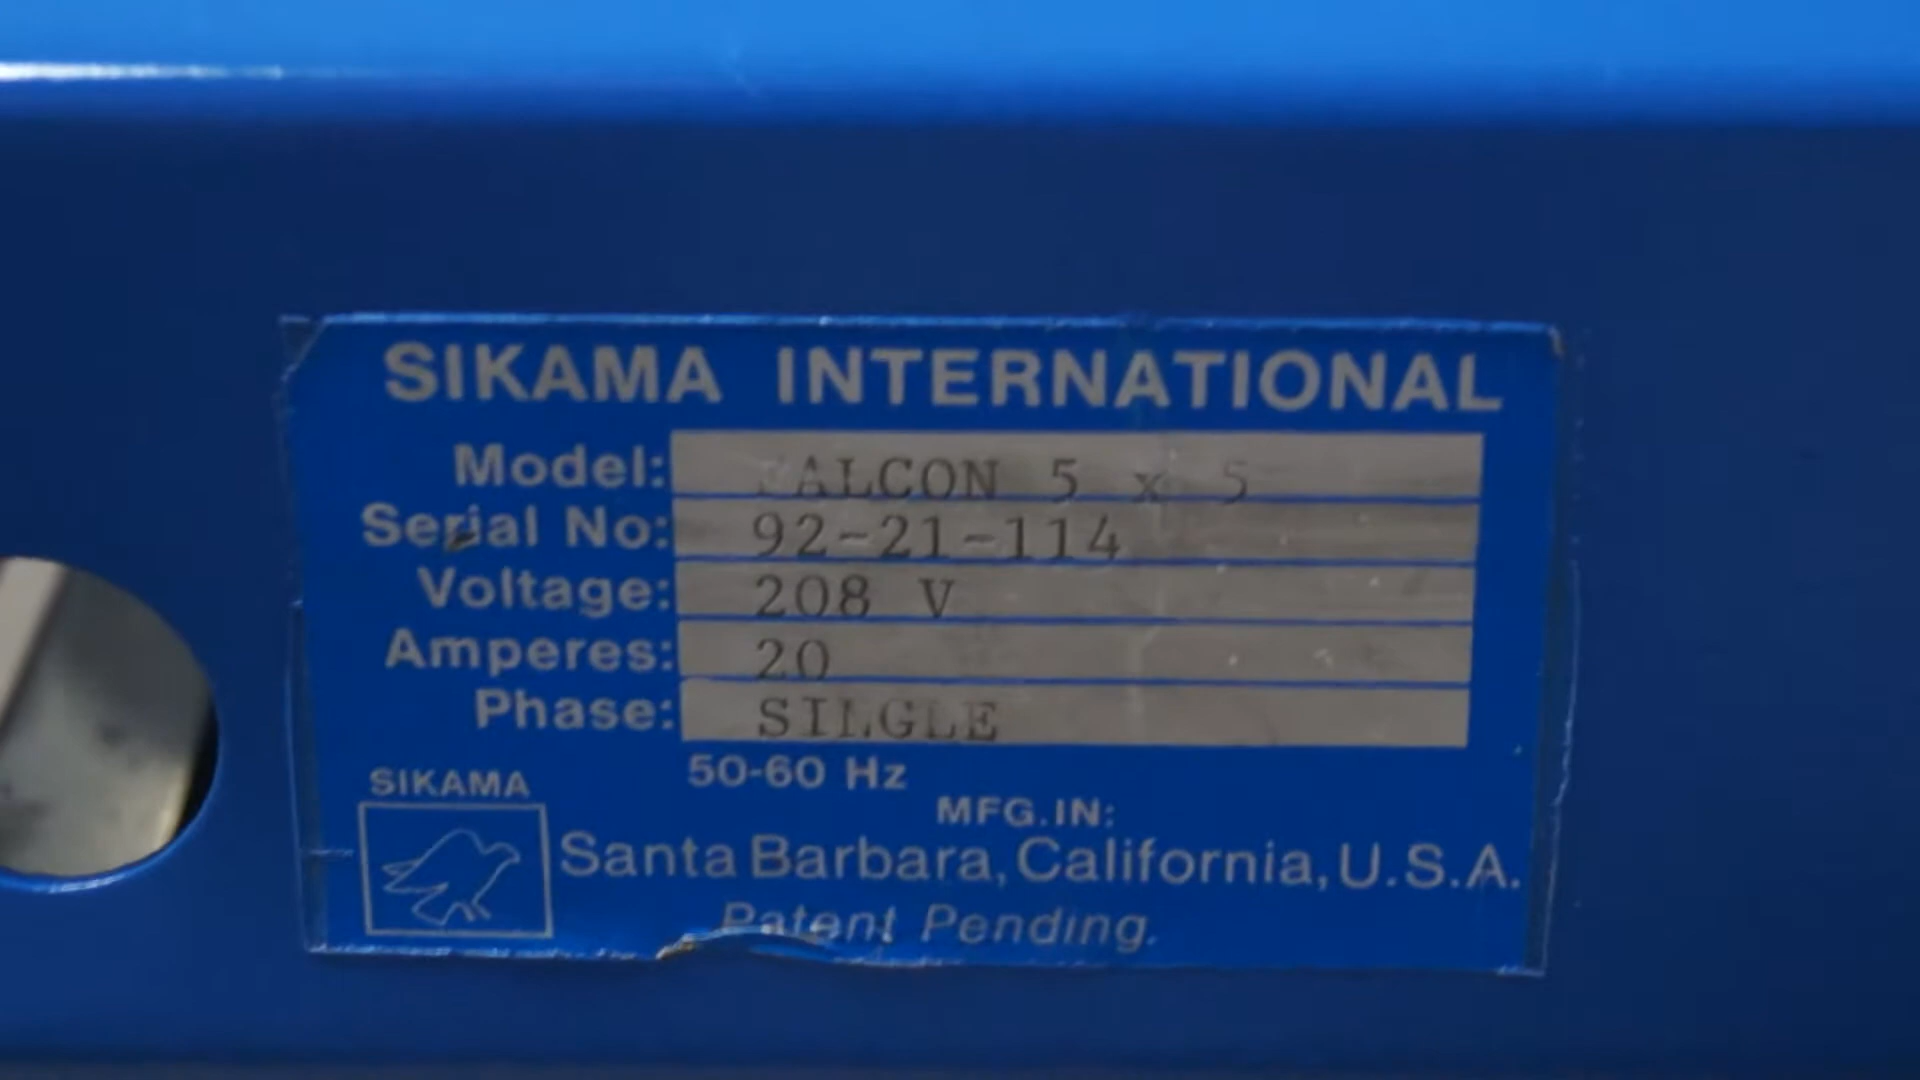 SIKAMA INTERNATIONAL
Model: FALCON 5 x 5
Serial No: 92-21-114
Voltage: 208 V
Amperes: 20
Phase: SINGLE
50-60 Hz
SIKAMA
MFG.IN:
Santa Barbara, California, U.S.A.
Patent Pending.